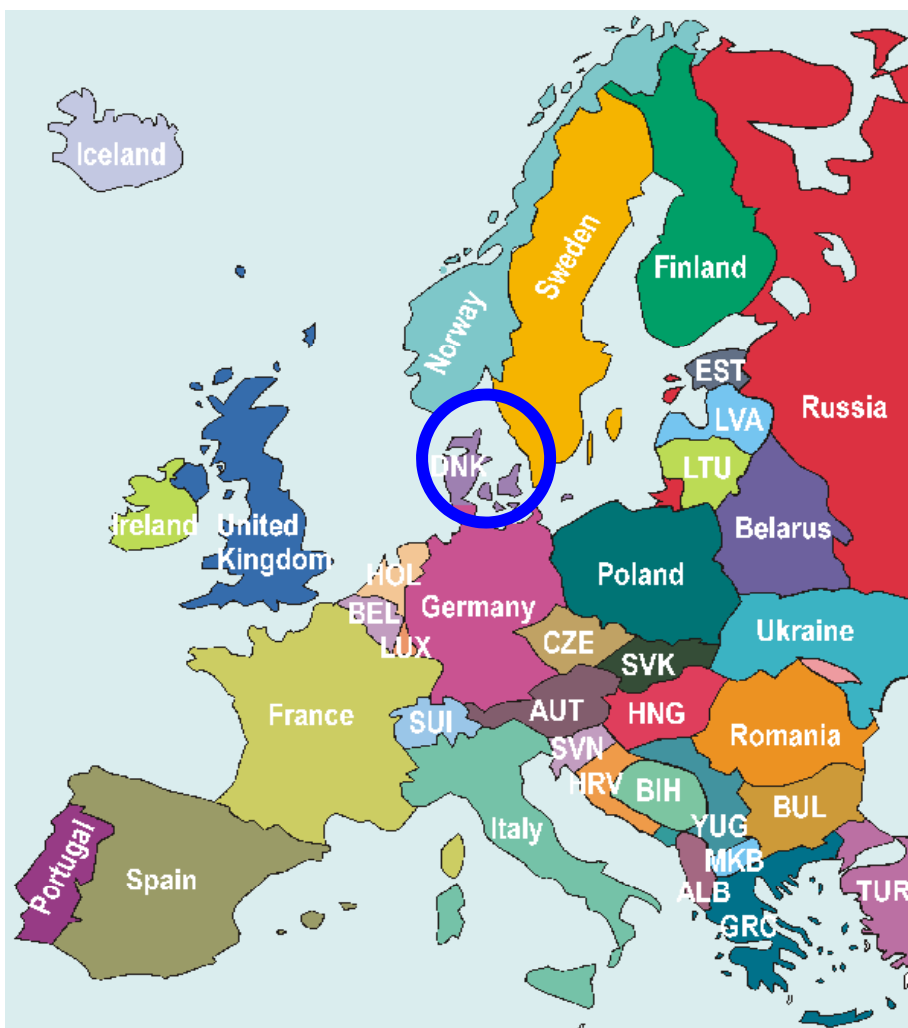 Iceland
Sweden
Finland
Norway
EST
Russia
LVA
DNK
LTU
Ireland
United
Kingdom
Belarus
HOL
Poland
BEL
Germany
LUX
CZE
Ukraine
SVK
France
SUI
AUT
HNG
SVN
Romania
HRV
BIH
BUL
YUG
Italy
MKB
Portugal
Spain
ALB
TUR
GRC